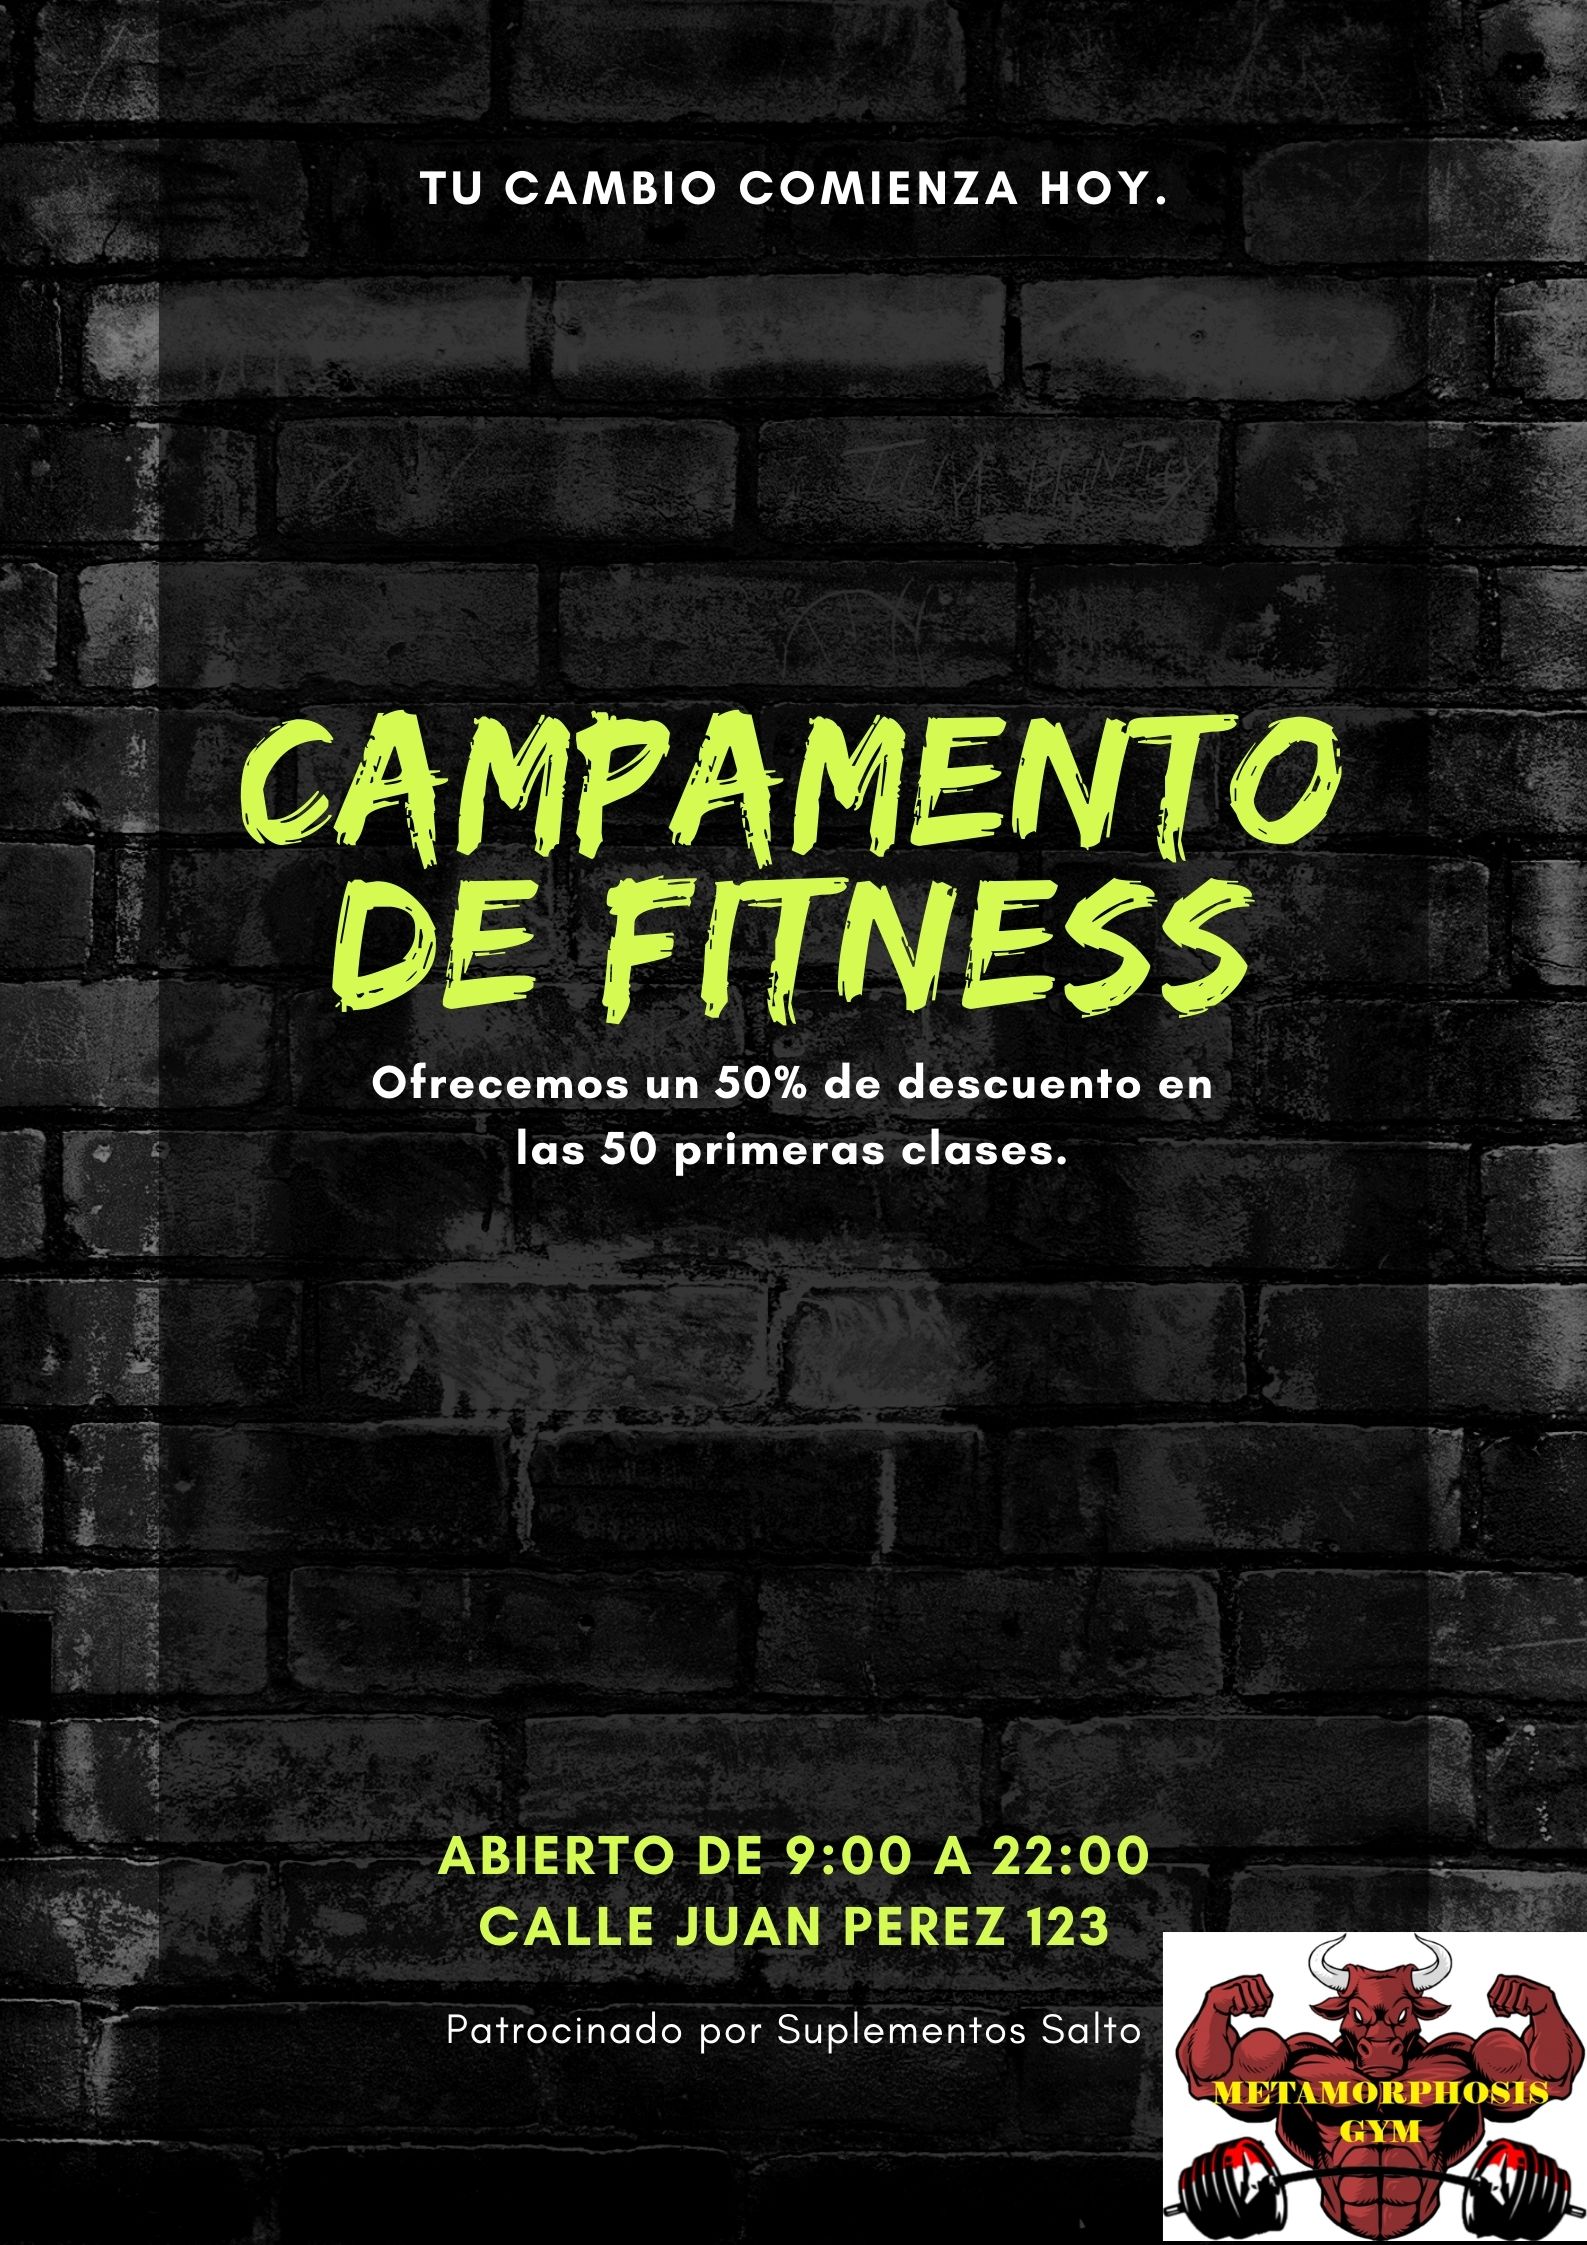 TU CAMBIO COMIENZA HOY.
CAMPAMENTO
DE FITNESS
Ofrecemos un 50% de descuento en
las 50 primeras clases.
ABIERTO DE 9:00 A 22:00
CALLE JUAN PEREZ 123
Patrocinado por Suplementos Salto
METAMORPHOSIS
GYM